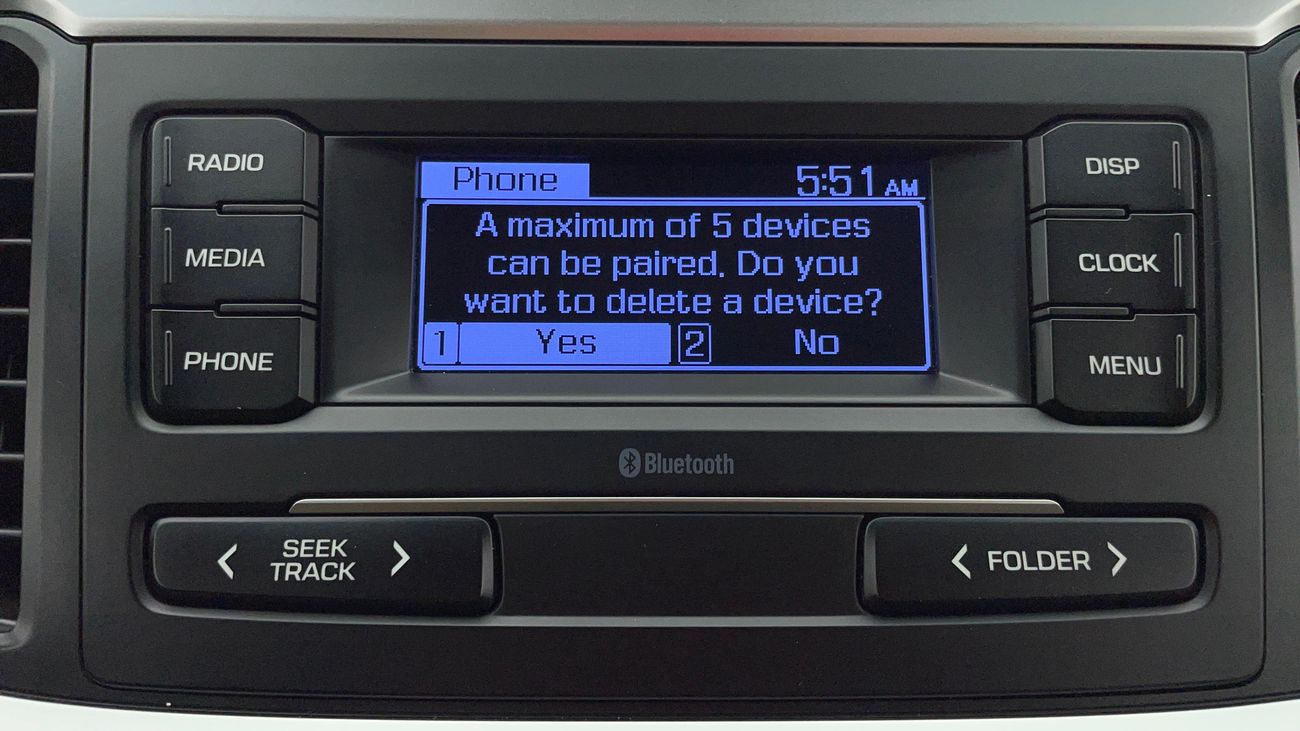 RADIO
MEDIA
PHONE
Phone
5:51 AM
A maximum of 5 devices
can be paired. Do you
want to delete a device?
1 Yes 2 No
DISP
CLOCK
MENU
Bluetooth
< SEEK >
TRACK
< FOLDER >